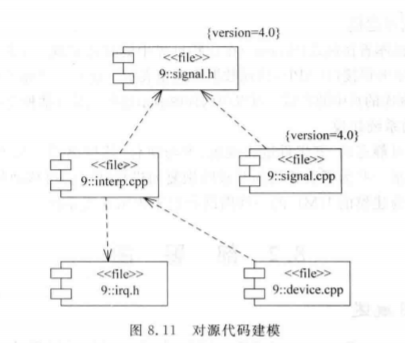 {version=4.0}
<<file>>
9::signal.h
{version=4.0}
<<file>>
9::interp.cpp
<<file>>
9::signal.cpp
<<file>>
9::irq.h
<<file>>
9::device.cpp
图 8.11 对源代码建模